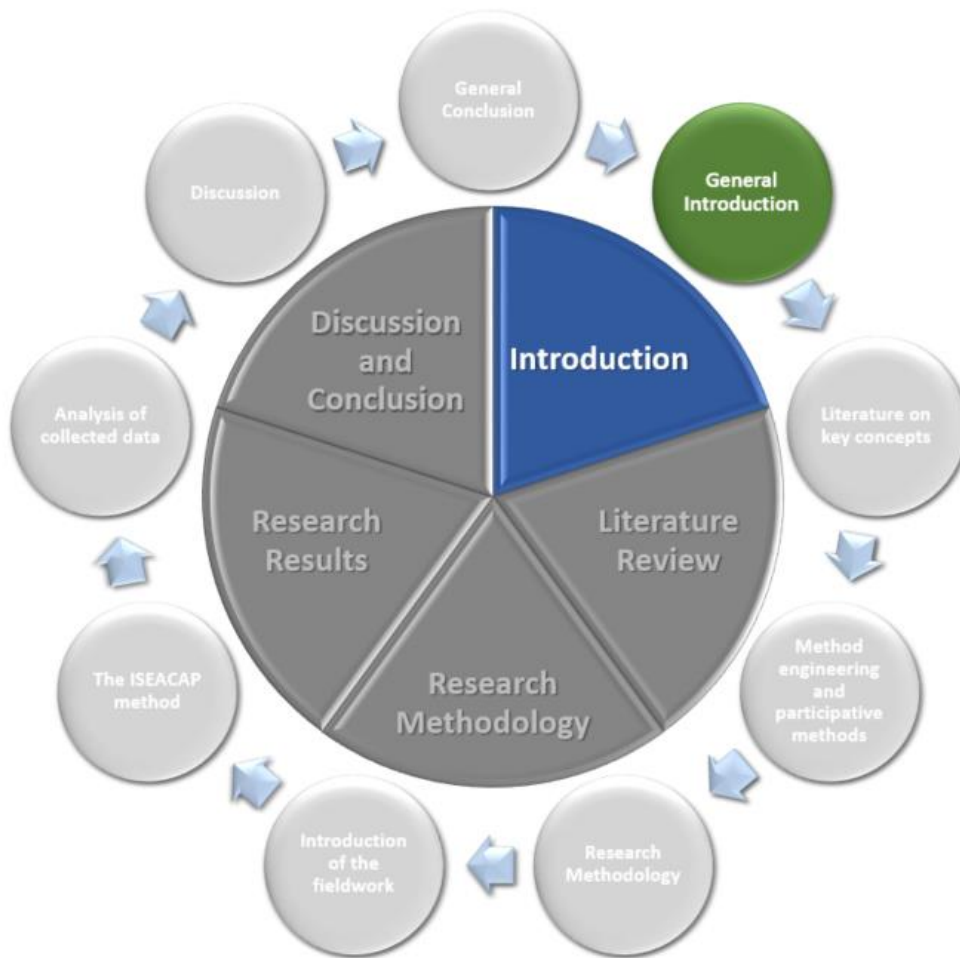 General
Conclusion
General
Introduction
Literature on
key concepts
Method
engineering
and
participative
methods
Research
Methodology
Introduction
of the
fieldwork
The ISEACAP
method
Analysis of
collected data
Discussion
Introduction
Literature
Review
Research
Methodology
Research
Results
Discussion
and
Conclusion